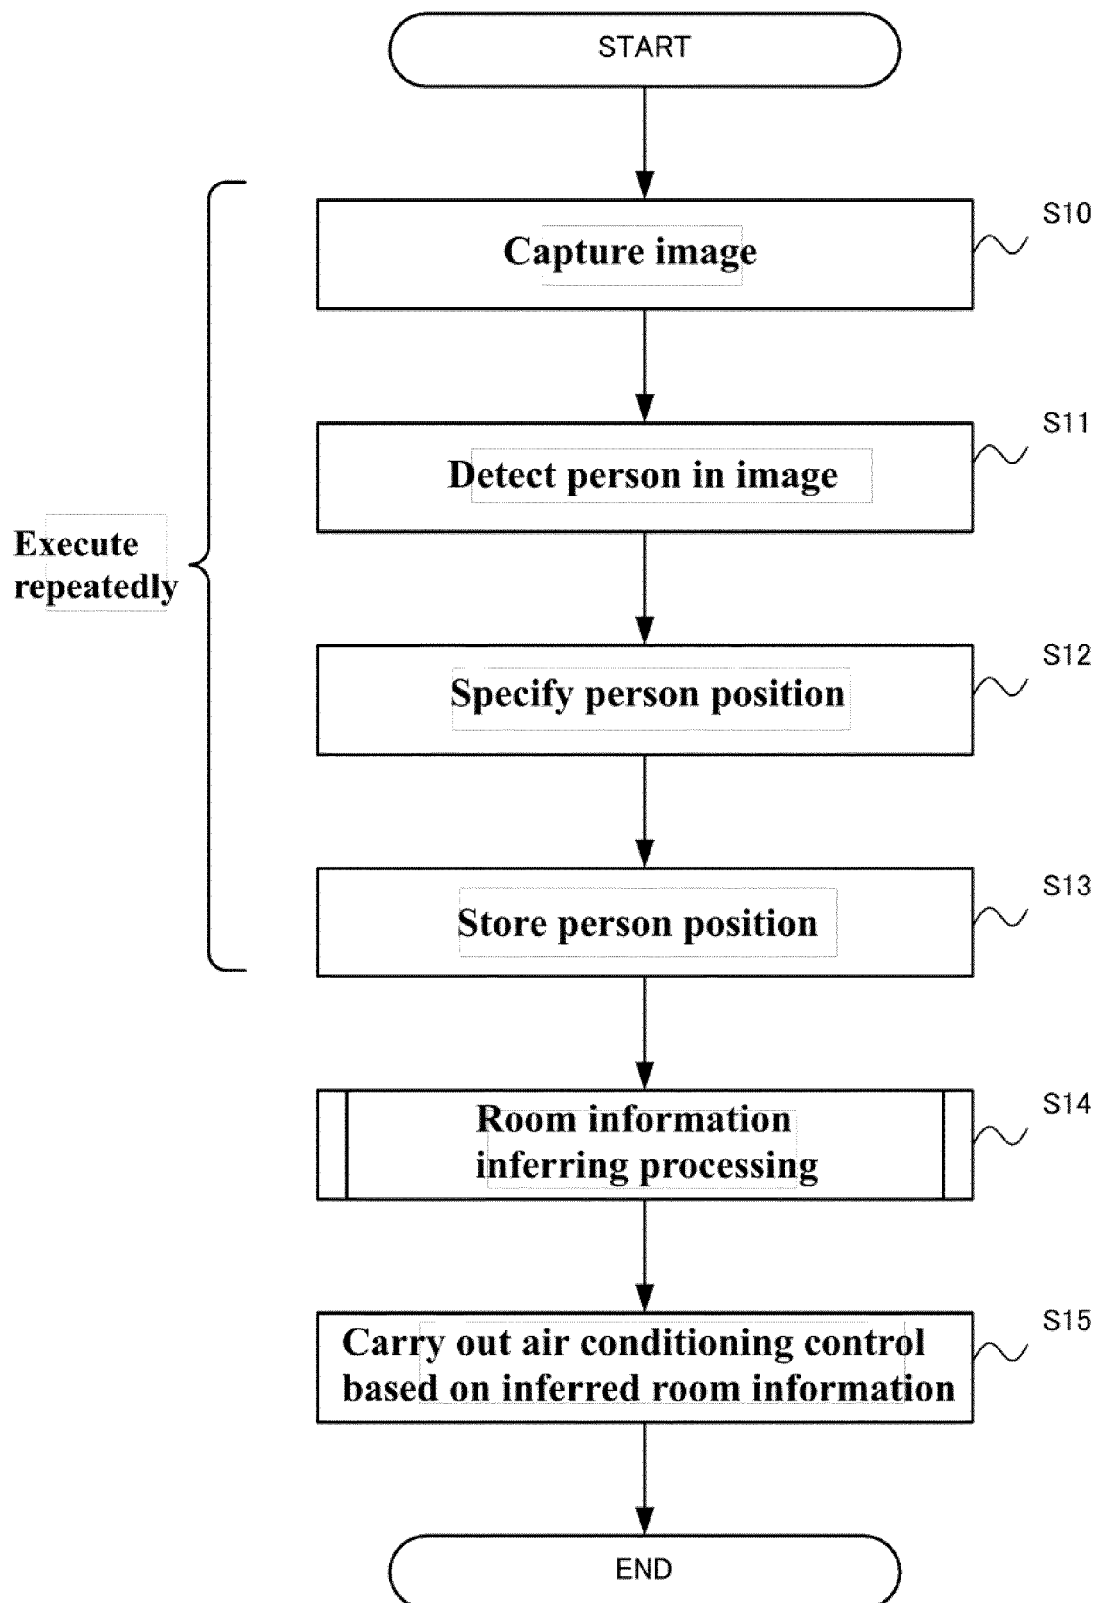 START
S10
Capture image
S11
Detect person in image
Execute
repeatedly
S12
Specify person position
S13
Store person position
S14
Room information
inferring processing
S15
Carry out air conditioning control
based on inferred room information
END